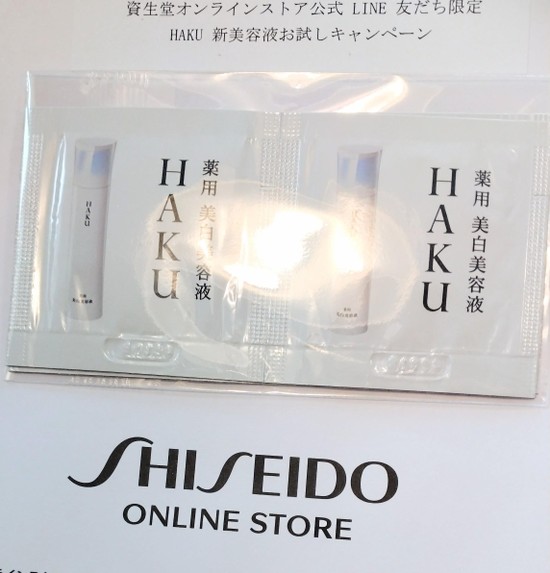 資生堂オンラインストア公式 LINE 友だち限定
HAKU 新美容液お試しキャンペーン
HAKU
薬用 美白美容液
HAKU
HAKU
薬用 美白美容液
SHISEIDO
ONLINE STORE